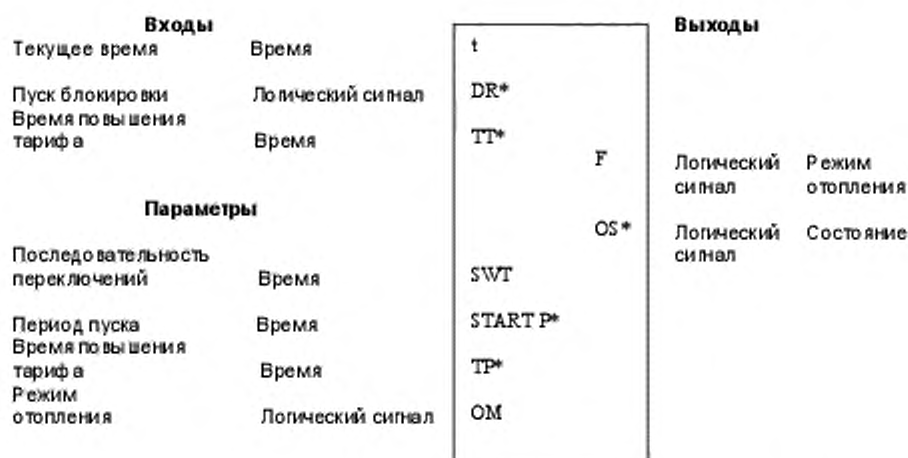 Входы
Выходы
Текущее время Время t
Пуск блокировки Логический сигнал DR*
Время повышения
тарифа Время TT*
F Логический Режим
сигнал отопления
Параметры
OS* Логический Состояние
сигнал
Последовательность
переключений Время SWT
Период пуска Время START P*
Время повышения
тарифа Время TP*
Режим
отопления Логический сигнал OM